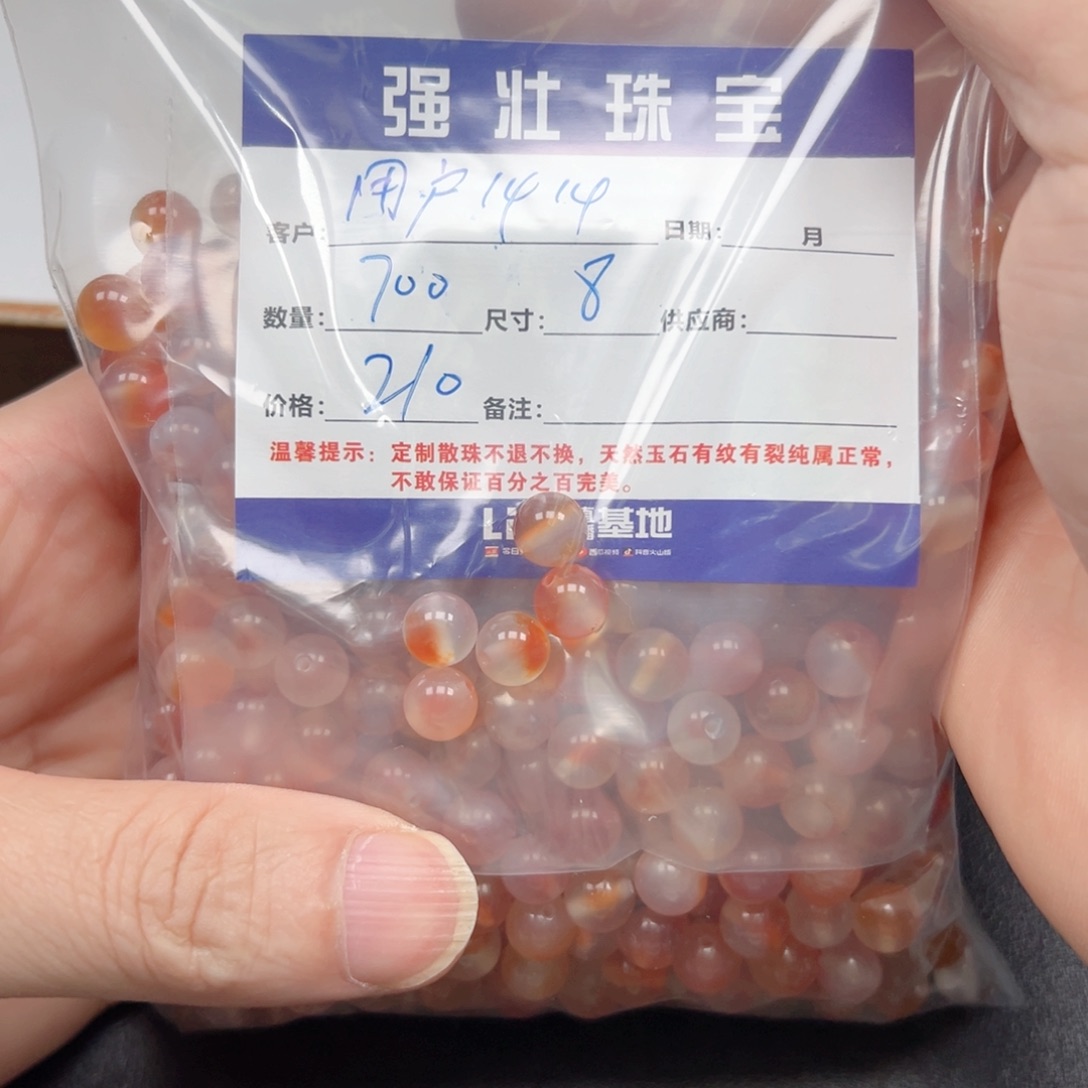 强壮珠宝
客户: 用户1414 日期: 月
数量: 700 尺寸: 8 供应商:
价格: 210 备注:
温馨提示: 定制散珠不退不换, 天然玉石有纹有裂纯属正常,
不敢保证百分之百完美。
基地